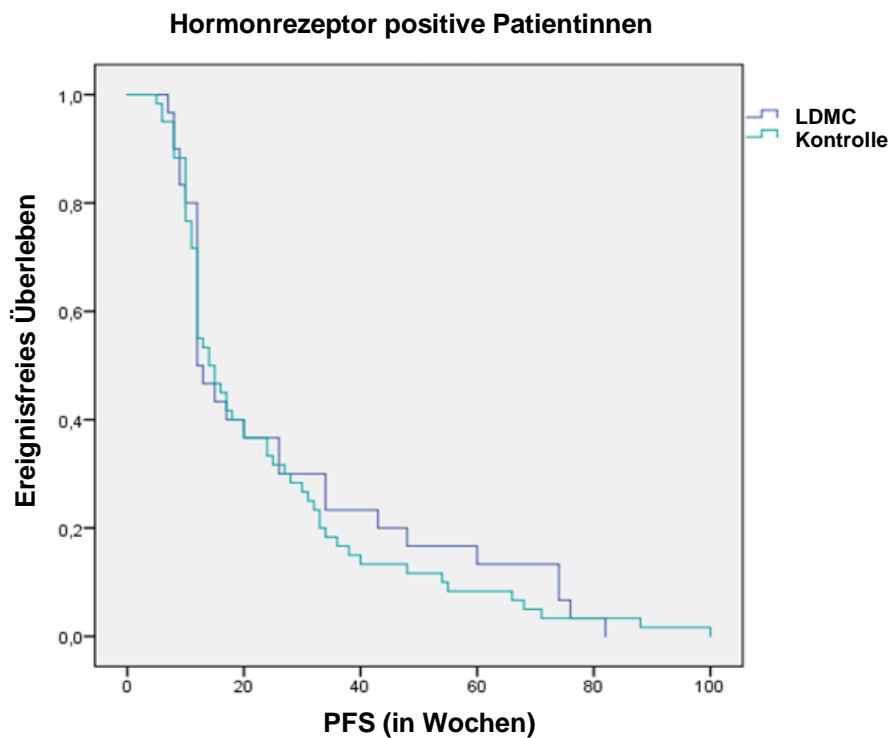 Hormonrezeptor positive Patientinnen
LDMC
Kontrolle
Ereignisfreies Überleben
1,0
0,8
0,6
0,4
0,2
0,0
0 20 40 60 80 100
PFS (in Wochen)